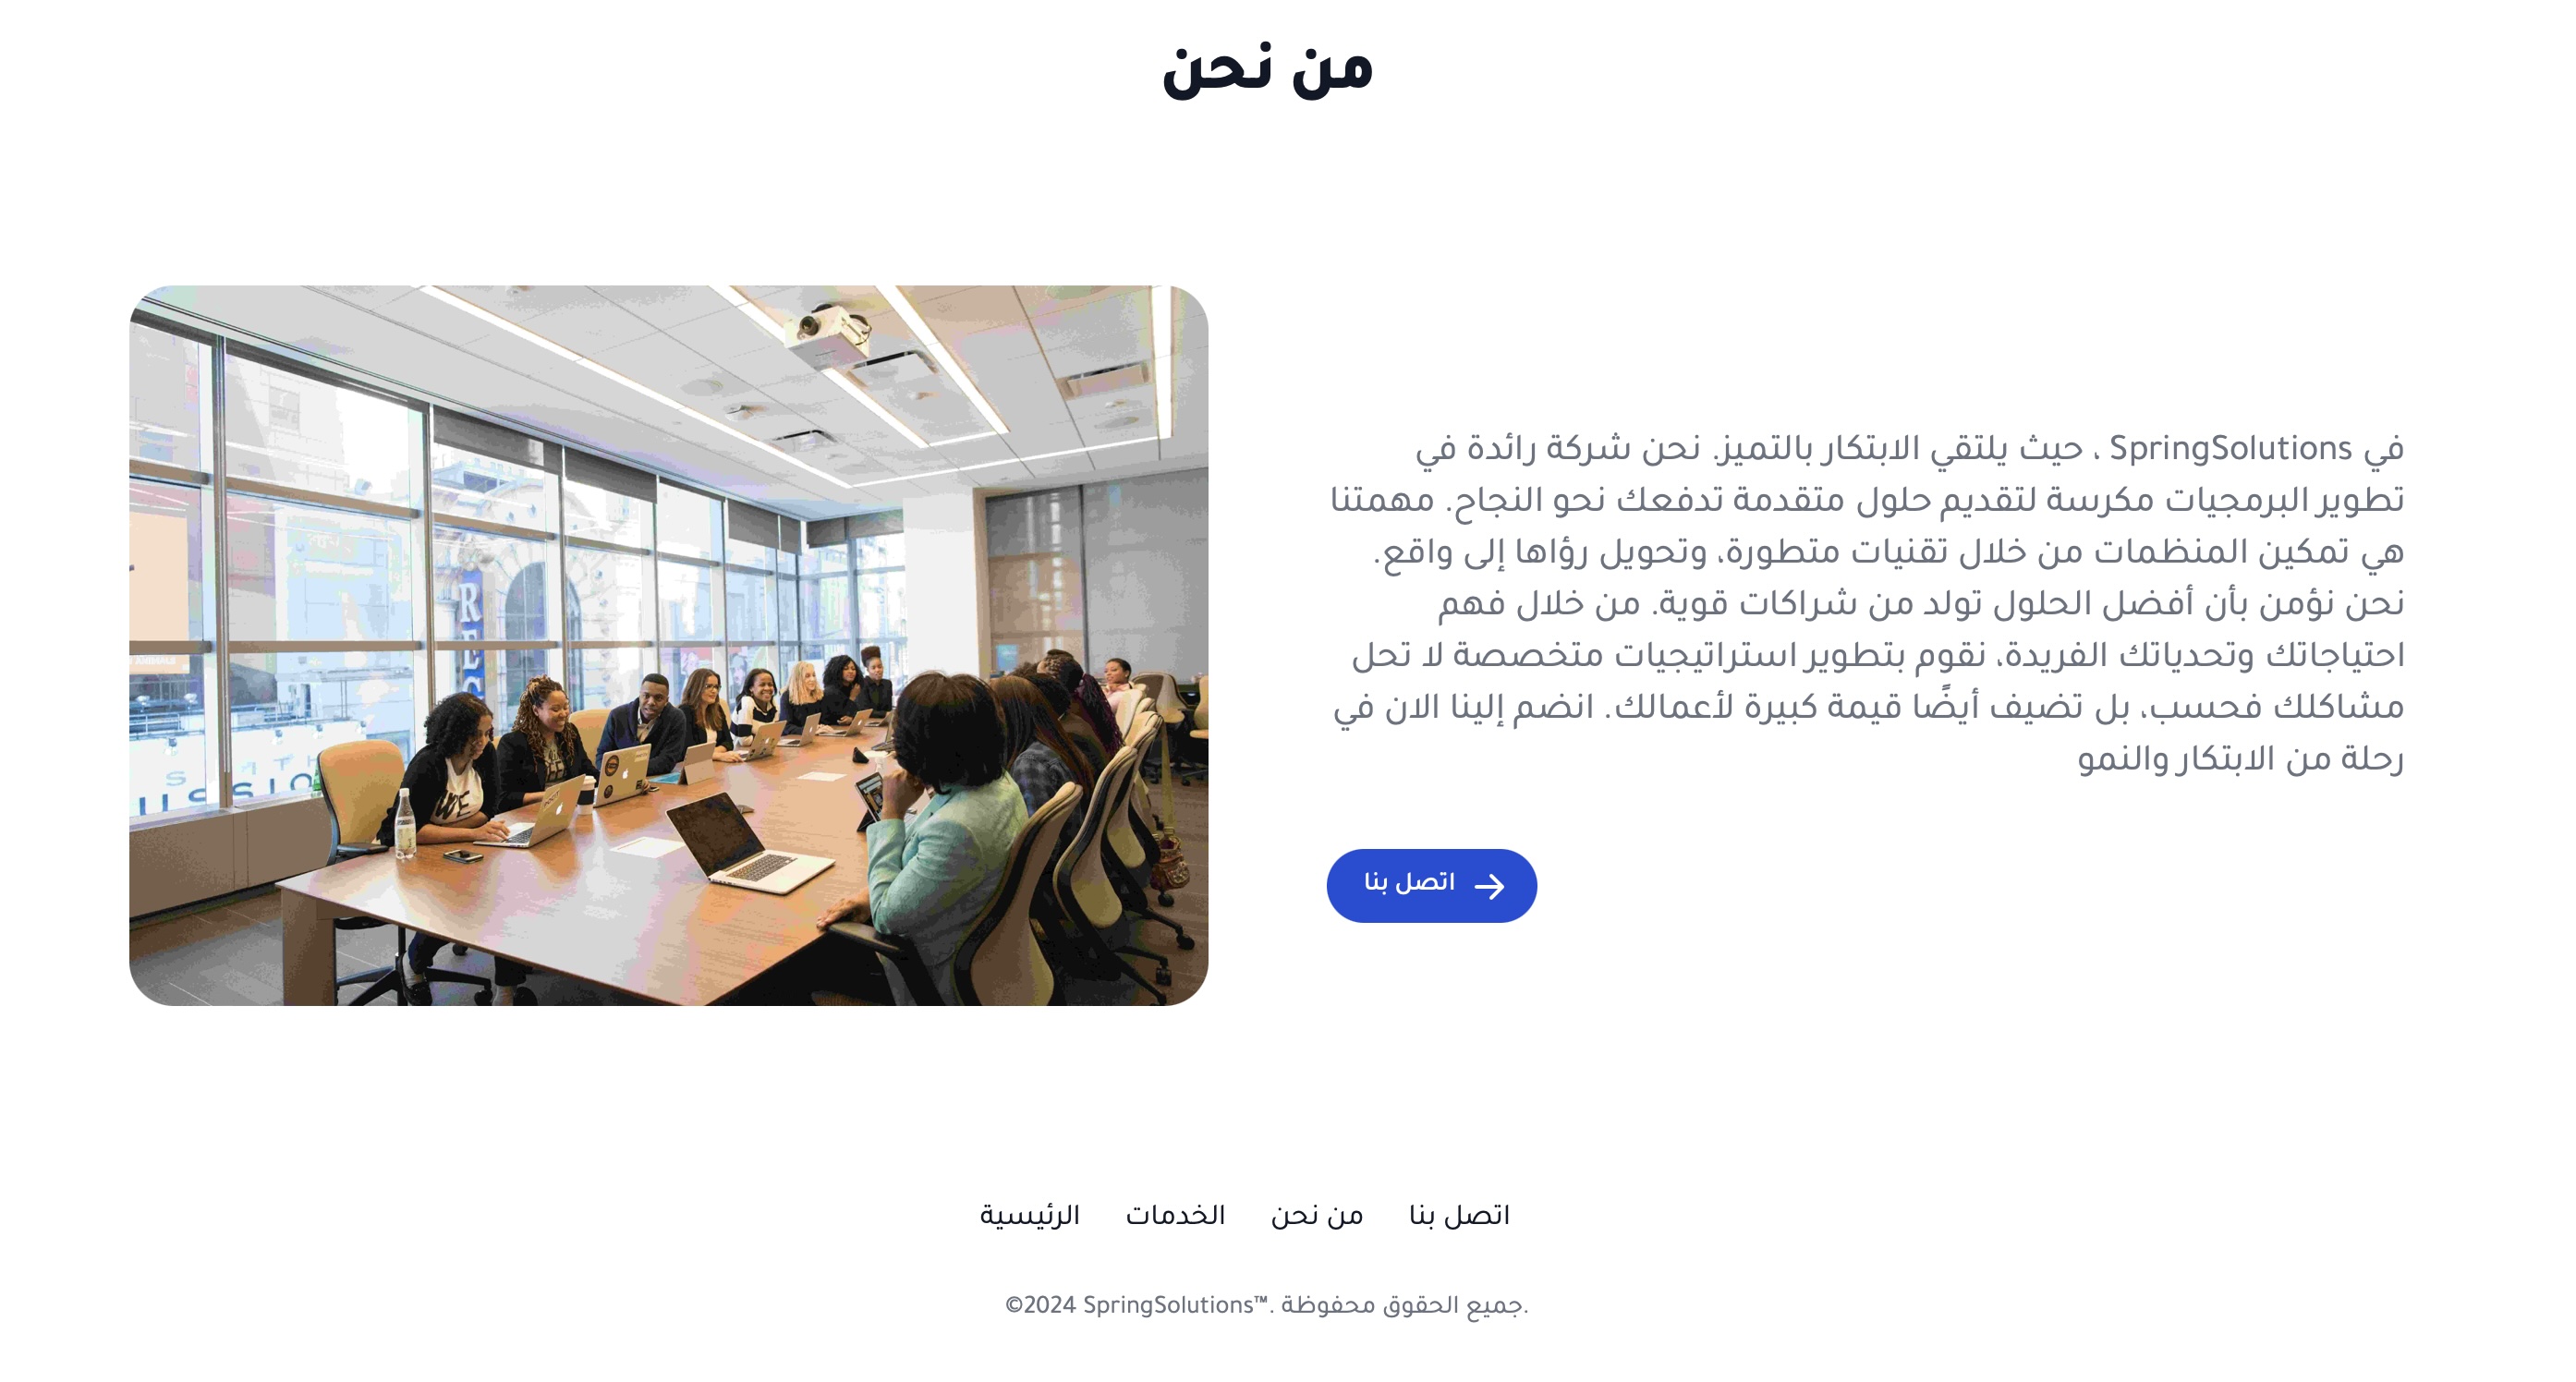 من نحن
في SpringSolutions ، حيث يلتقي الابتكار بالتميز. نحن شركة رائدة في
تطوير البرمجيات مكرسة لتقديم حلول متقدمة تدفعك نحو النجاح. مهمتنا
هي تمكين المنظمات من خلال تقنيات متطورة، وتحويل رؤاها إلى واقع.
نحن نؤمن بأن أفضل الحلول تولد من شراكات قوية. من خلال فهم
احتياجاتك وتحدياتك الفريدة، نقوم بتطوير استراتيجيات متخصصة لا تحل
مشاكلك فحسب، بل تضيف أيضًا قيمة كبيرة لأعمالك. انضم إلينا الان في
رحلة من الابتكار والنمو
اتصل بنا
اتصل بنا من نحن الخدمات الرئيسية
©2024 SpringSolutions™. جميع الحقوق محفوظة.